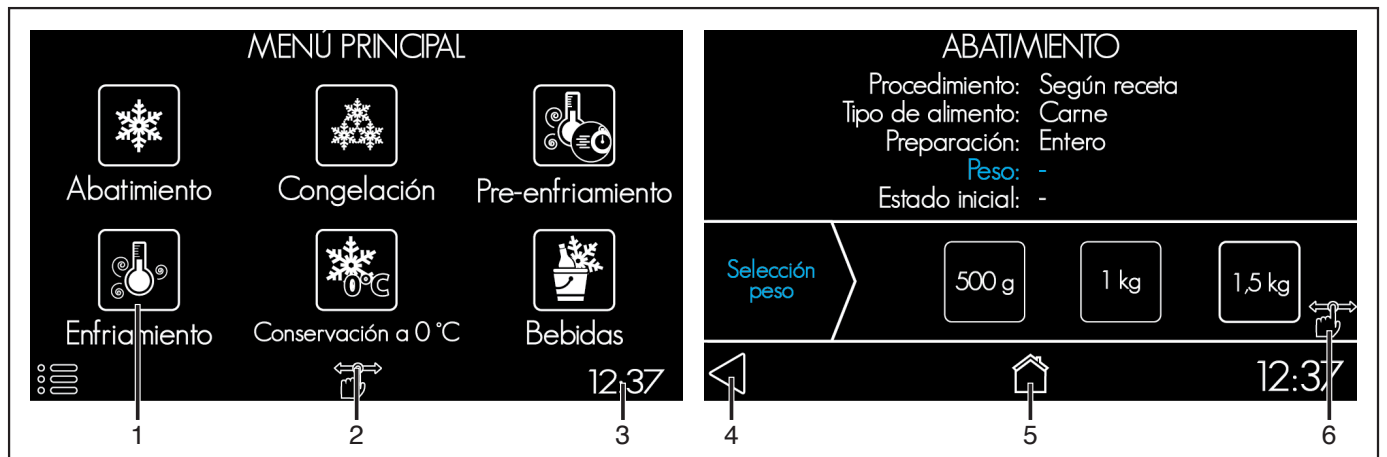 MENÚ PRINCIPAL
Abatimiento
Congelación
Pre-enfriamiento
0°C
Enfriamiento
Conservación a 0 °C
Bebidas
12:37
1
2
3
ABATIMIENTO
Procedimiento: Según receta
Tipo de alimento: Carne
Preparación: Entero
Peso: -
Estado inicial: -
Selección
peso
500 g
1 kg
1,5 kg
12:37
4
5
6